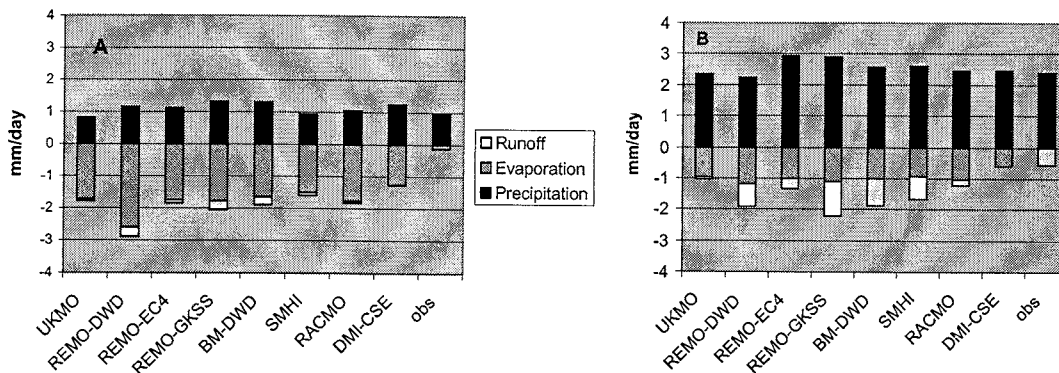 A
4
3
2
1
0
-1
-2
-3
-4
mm/day
UKMO
REMO-DWD
REMO-EC4
REMO-GKSS
BM-DWD
SMHI
RACMO
DMI-CSE
obs
Runoff
Evaporation
Precipitation
B
4
3
2
1
0
-1
-2
-3
-4
mm/day
UKMO
REMO-DWD
REMO-EC4
REMO-GKSS
BM-DWD
SMHI
RACMO
DMI-CSE
obs